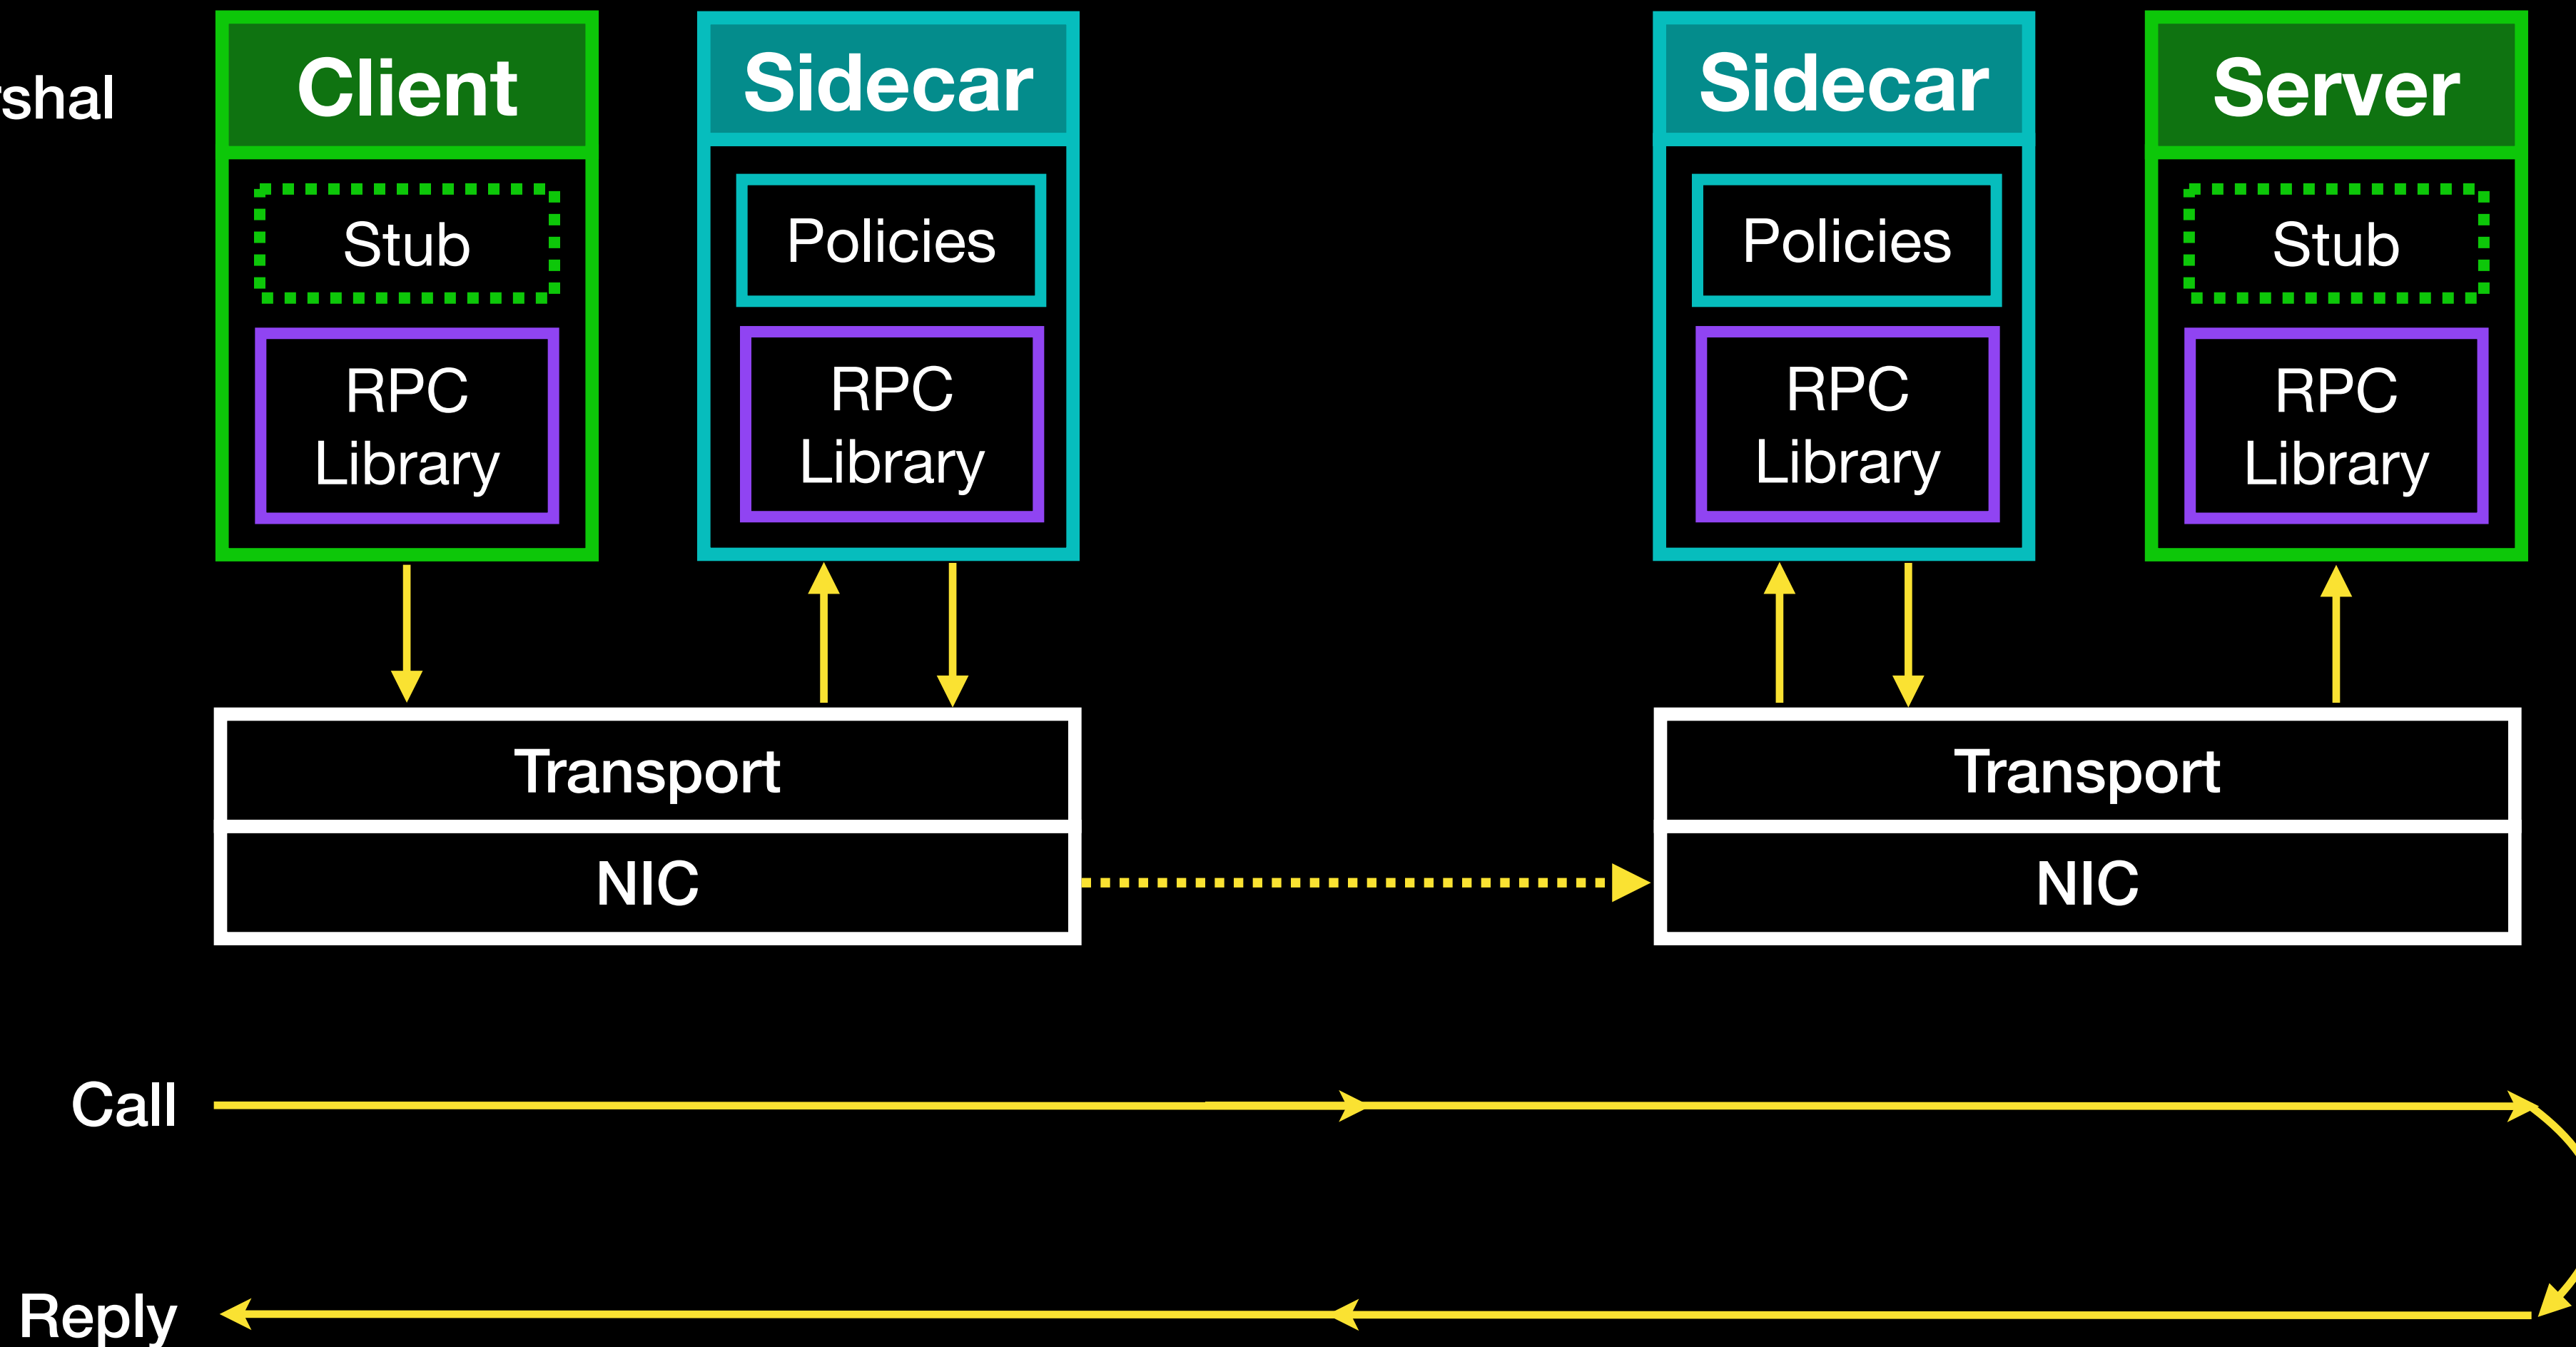 shal
Client
Sidecar
Sidecar
Server
Stub
Policies
Policies
Stub
RPC
Library
RPC
Library
RPC
Library
RPC
Library
Transport
Transport
NIC
NIC
Call
Reply